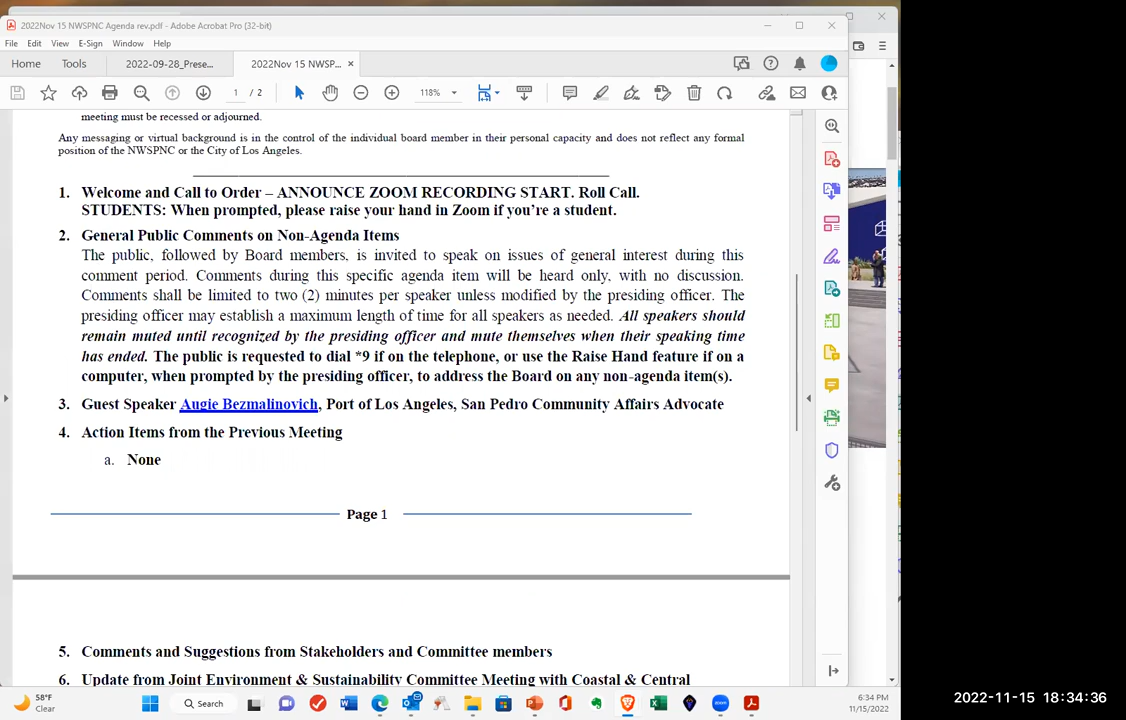 2022Nov 15 NWSPNC Agenda rev.pdf - Adobe Acrobat Pro (32-bit)
File Edit View E-Sign Window Help
Home Tools 2022-09-28_Prese... 2022Nov 15 NWSP... ×
1 / 2 118%
meeting must be recessed or adjourned.
Any messaging or virtual background is in the control of the individual board member in their personal capacity and does not reflect any formal
position of the NWSPNC or the City of Los Angeles.
1. Welcome and Call to Order – ANNOUNCE ZOOM RECORDING START. Roll Call.
STUDENTS: When prompted, please raise your hand in Zoom if you're a student.
2. General Public Comments on Non-Agenda Items
The public, followed by Board members, is invited to speak on issues of general interest during this
comment period. Comments during this specific agenda item will be heard only, with no discussion.
Comments shall be limited to two (2) minutes per speaker unless modified by the presiding officer. The
presiding officer may establish a maximum length of time for all speakers as needed. All speakers should
remain muted until recognized by the presiding officer and mute themselves when their speaking time
has ended. The public is requested to dial *9 if on the telephone, or use the Raise Hand feature if on a
computer, when prompted by the presiding officer, to address the Board on any non-agenda item(s).
3. Guest Speaker Augie Bezmalinovich, Port of Los Angeles, San Pedro Community Affairs Advocate
4. Action Items from the Previous Meeting
a. None
Page 1
5. Comments and Suggestions from Stakeholders and Committee members
6. Update from Joint Environment & Sustainability Committee Meeting with Coastal & Central
58°F
Clear
Search
6:34 PM
11/15/2022
2022-11-15 18:34:36